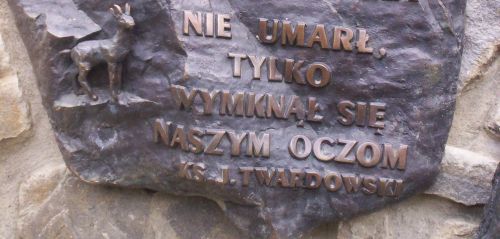 NIE UMARŁ,
TYLKO
WYMKNĄŁ SIĘ
NASZYM OCZOM
KS. J. TWARDOWSKI